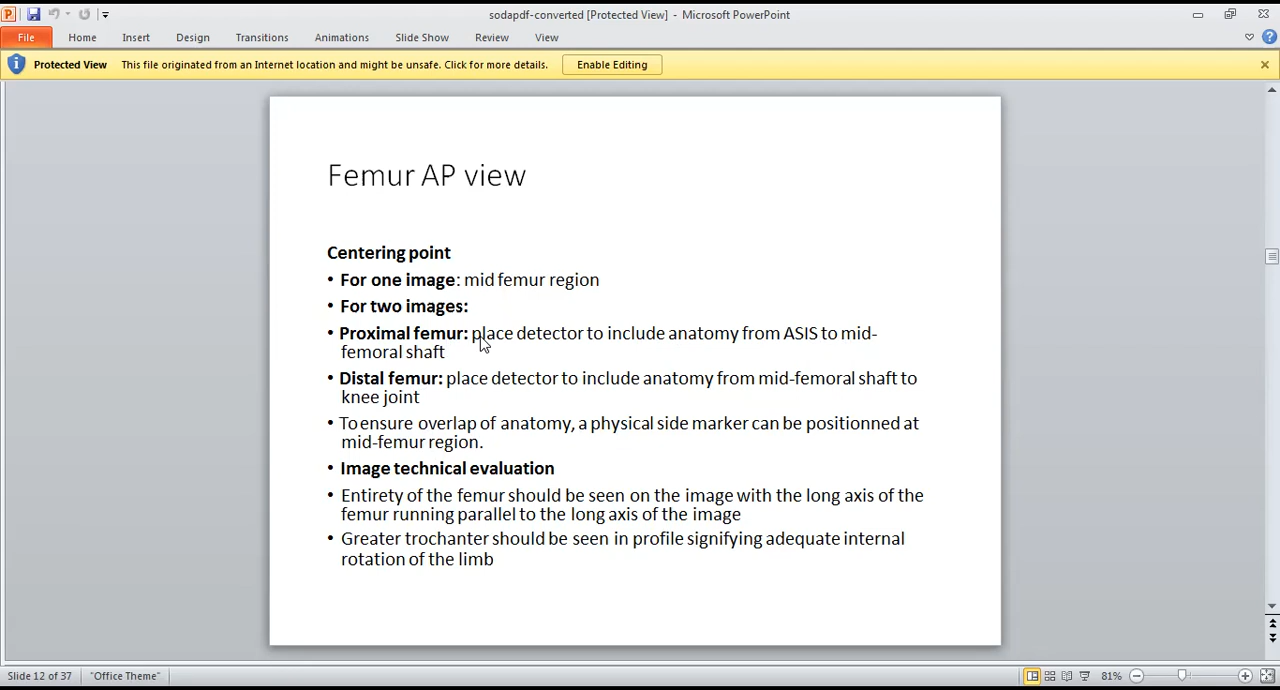 sodapdf-converted [Protected View] - Microsoft PowerPoint
File Home Insert Design Transitions Animations Slide Show Review View
Protected View This file originated from an Internet location and might be unsafe. Click for more details. Enable Editing
Femur AP view
Centering point
• For one image: mid femur region
• For two images:
• Proximal femur: place detector to include anatomy from ASIS to mid-
femoral shaft
• Distal femur: place detector to include anatomy from mid-femoral shaft to
knee joint
• To ensure overlap of anatomy, a physical side marker can be positionned at
mid-femur region.
• Image technical evaluation
• Entirety of the femur should be seen on the image with the long axis of the
femur running parallel to the long axis of the image
• Greater trochanter should be seen in profile signifying adequate internal
rotation of the limb
Slide 12 of 37 "Office Theme" 81%